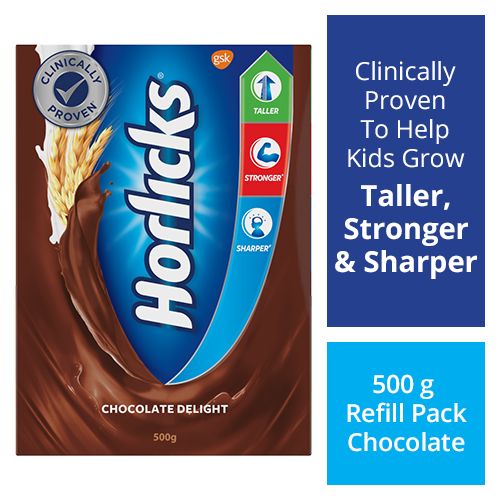 CLINICALLY
PROVEN
gsk
Horlicks®
TALLER
STRONGER*
SHARPER*
CHOCOLATE DELIGHT
500g
Clinically
Proven
To Help
Kids Grow
Taller,
Stronger
& Sharper
500 g
Refill Pack
Chocolate